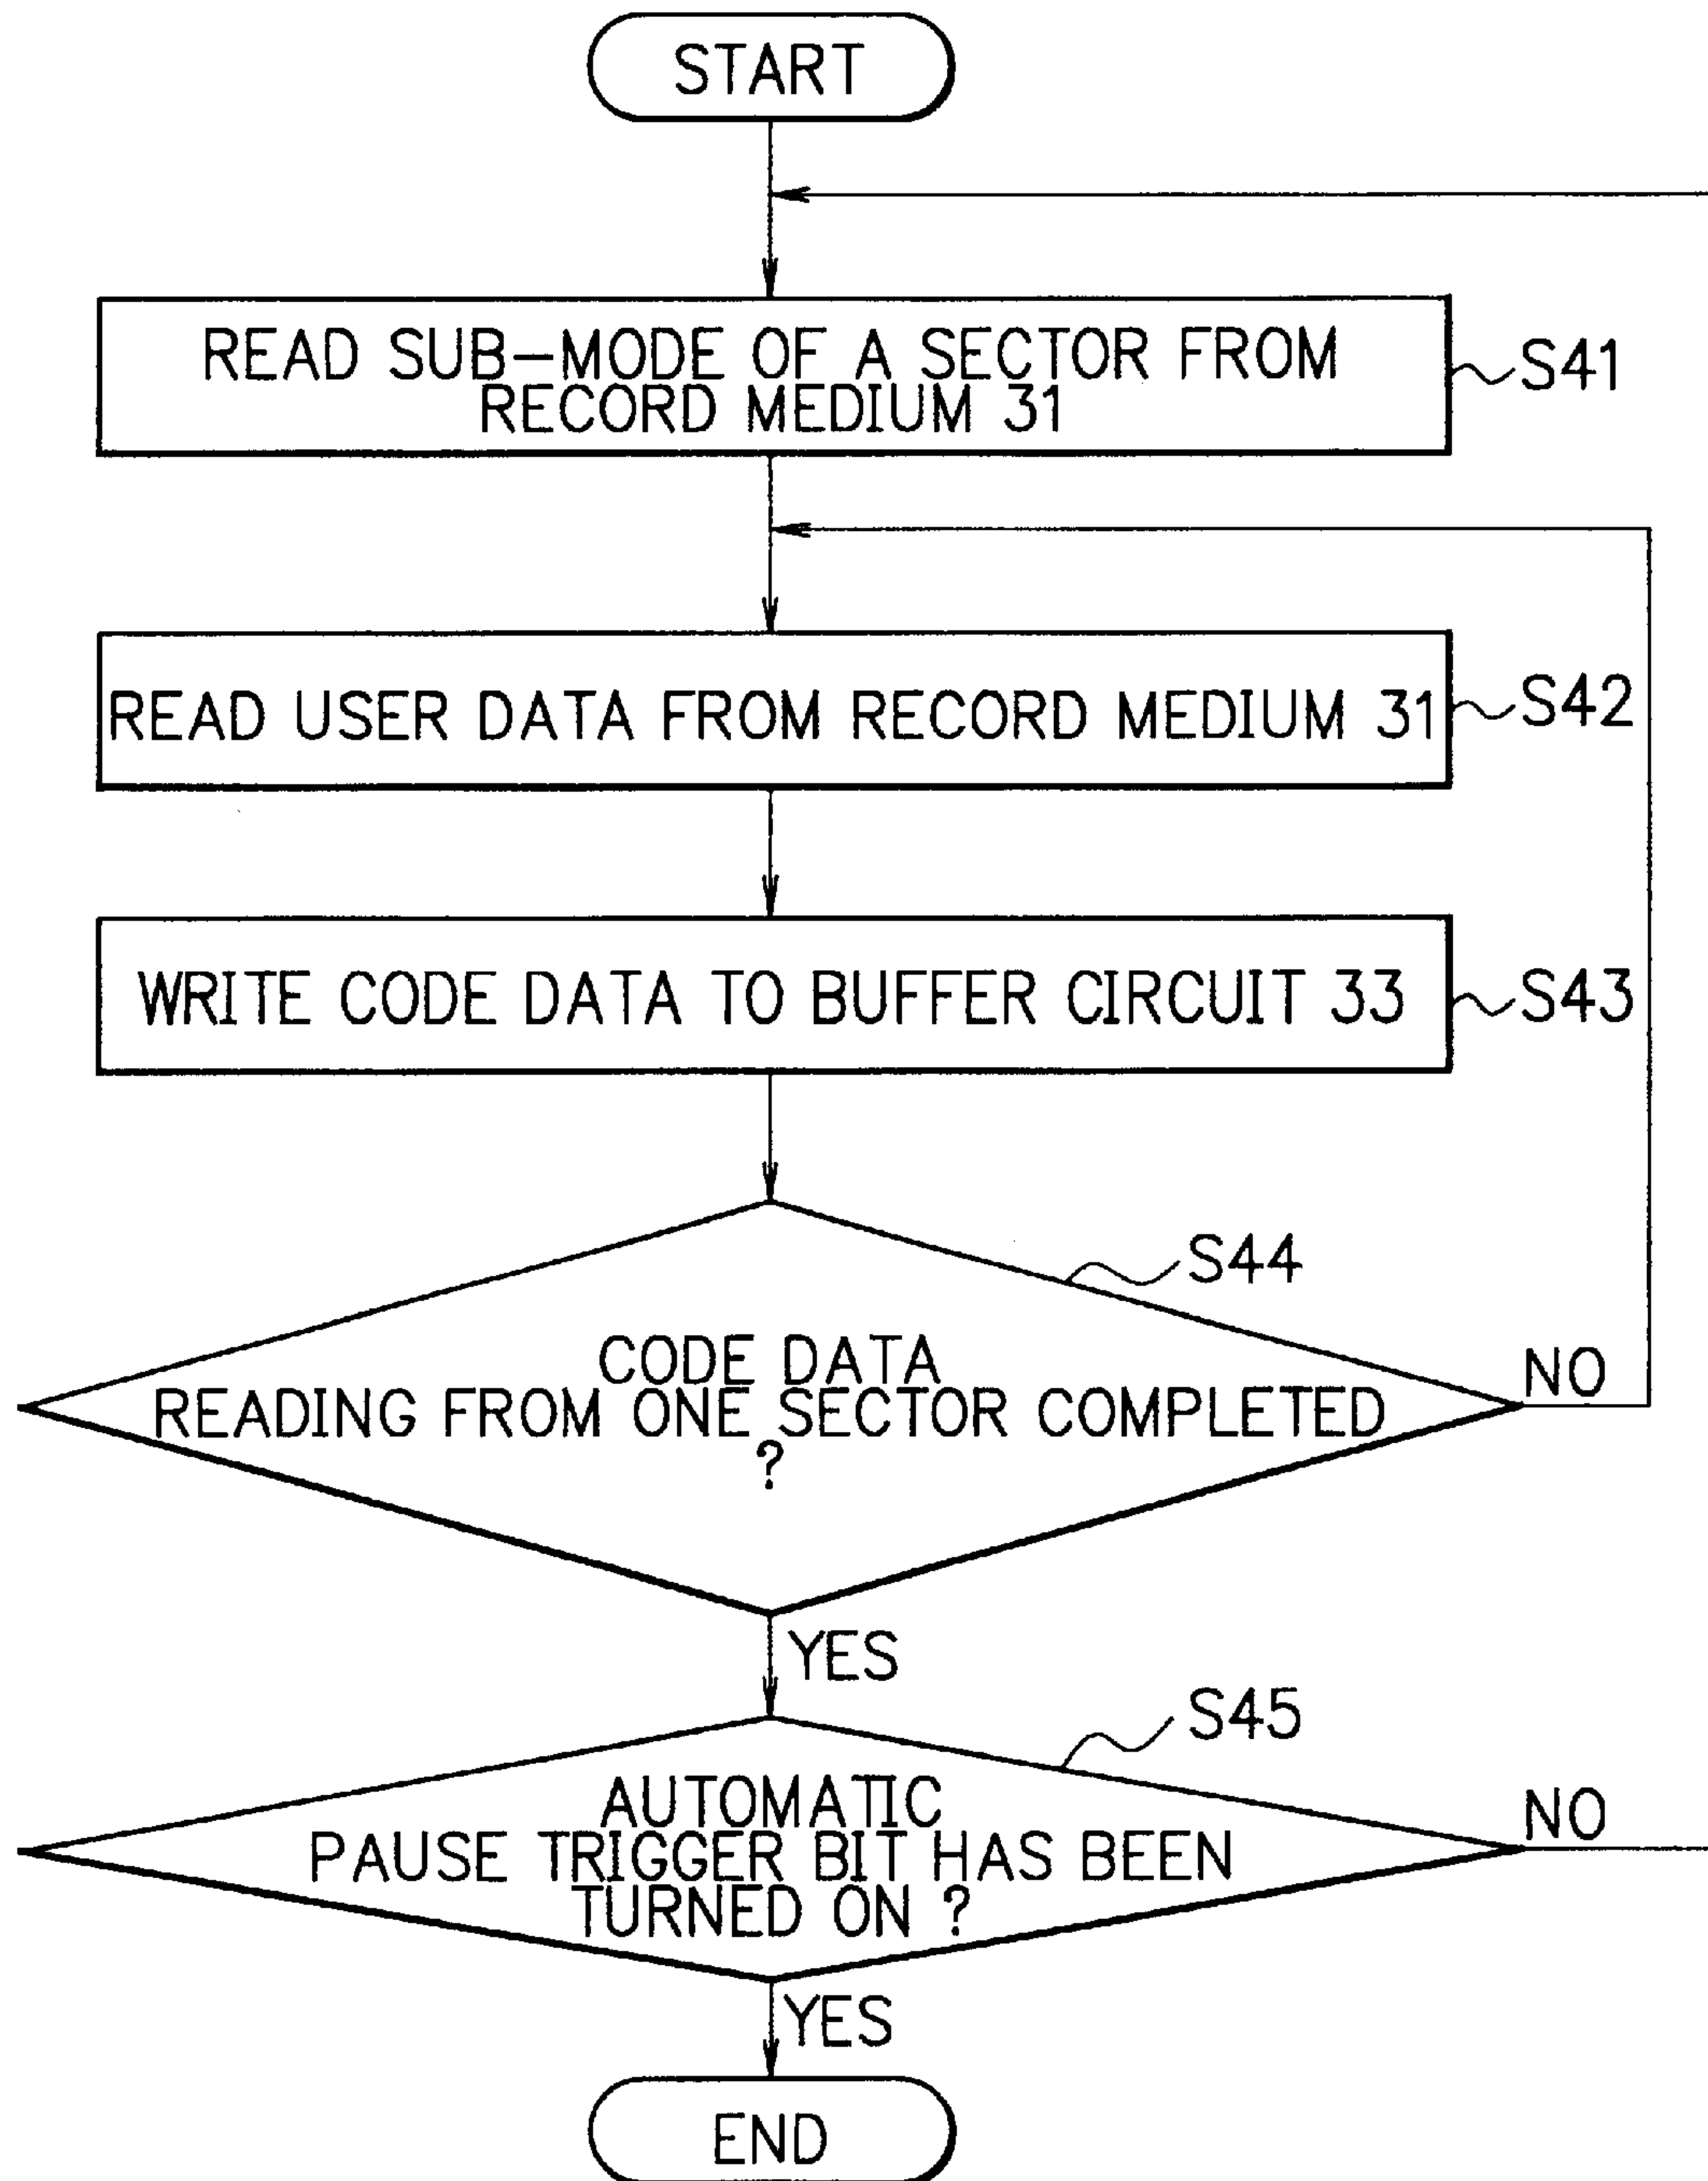 START
READ SUB-MODE OF A SECTOR FROM
RECORD MEDIUM 31
S41
READ USER DATA FROM RECORD MEDIUM 31
S42
WRITE CODE DATA TO BUFFER CIRCUIT 33
S43
S44
CODE DATA
READING FROM ONE SECTOR COMPLETED
?
NO
YES
S45
AUTOMATIC
PAUSE TRIGGER BIT HAS BEEN
TURNED ON ?
NO
YES
END